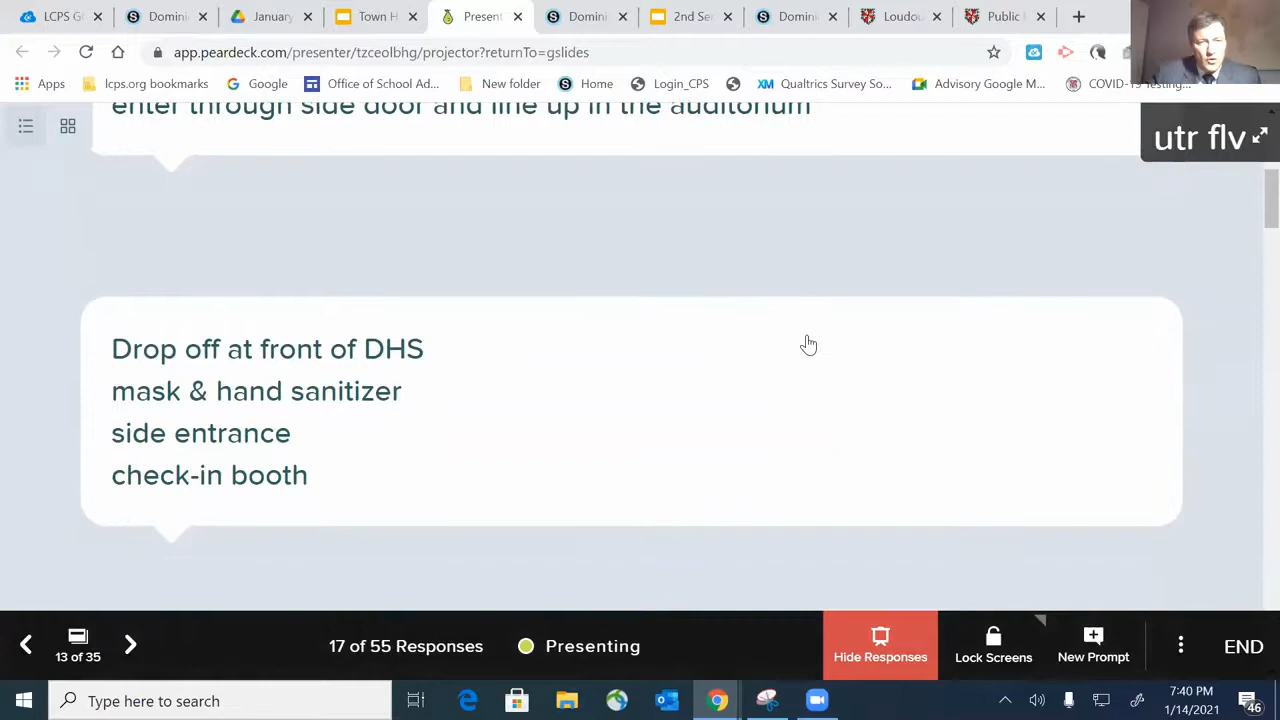 LCPS G
Domini
January
Town H
Present
Domini
2nd Se
Domini
Loudou
Public
app.peardeck.com/presenter/tzceolbhg/projector?returnTo=gslides
Apps
lcps.org bookmarks
Google
Office of School Ad...
New folder
Home
Login_CPS
Qualtrics Survey So...
Advisory Google M...
COVID-19 Testing...
enter through side door and line up in the auditorium
utr flv
Drop off at front of DHS
mask & hand sanitizer
side entrance
check-in booth
13 of 35
17 of 55 Responses
Presenting
Hide Responses
Lock Screens
New Prompt
END
Type here to search
7:40 PM
1/14/2021
46